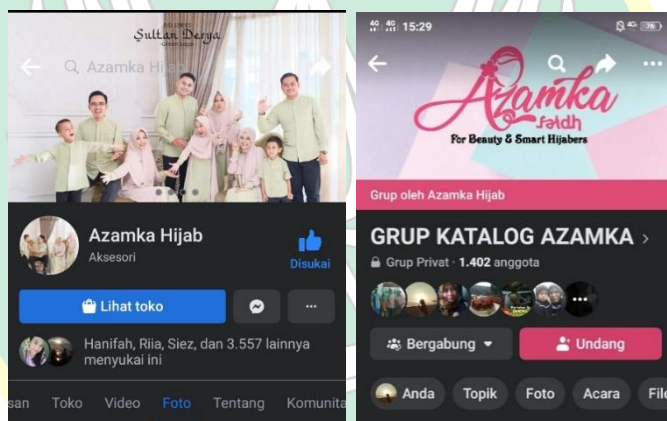 Sultan Derya
Azamka Hijab
Azamka Hijab
Aksesori
Disukai
Lihat toko
Hanifah, Riia, Siez, dan 3.557 lainnya
menyukai ini
san Toko Video Foto Tentang Komunita
15:29
Azamka
faidh
For Beauty & Smart Hijabers
Grup oleh Azamka Hijab
GRUP KATALOG AZAMKA >
Grup Privat · 1.402 anggota
Bergabung
Undang
Anda Topik Foto Acara File